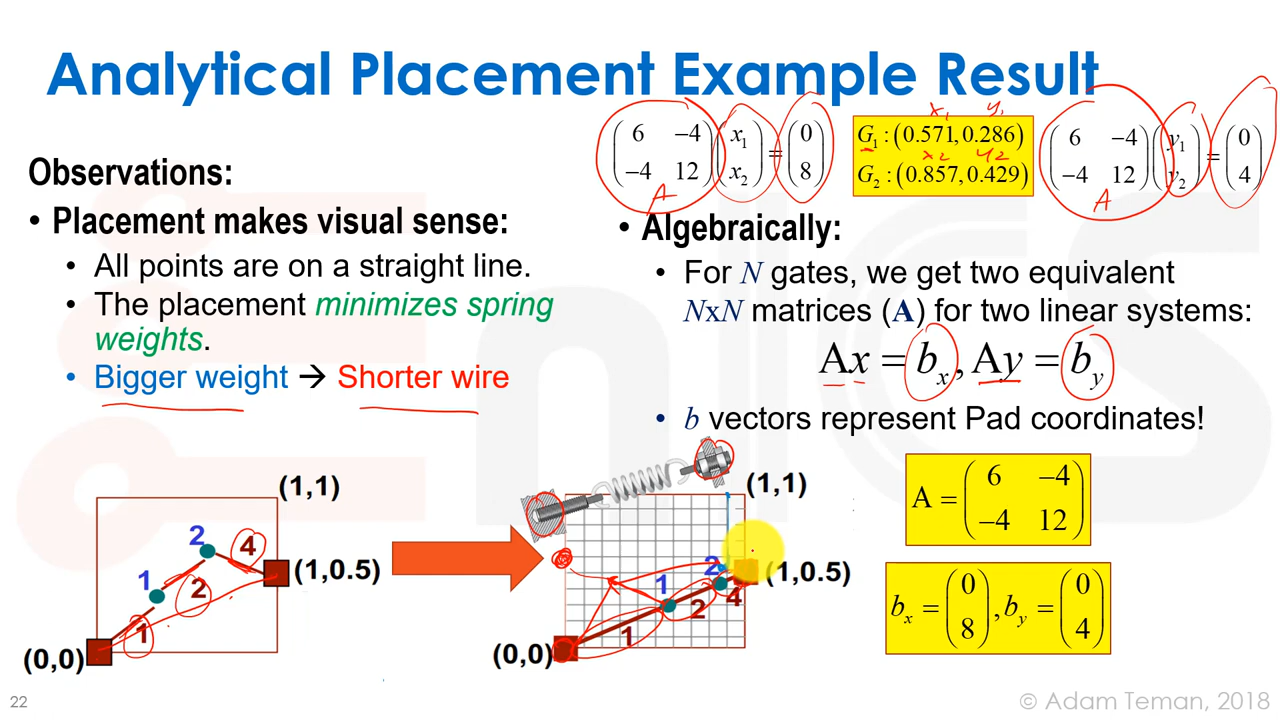 Analytical Placement Example Result
( 6 −4 ) ( x1 ) = ( 0 )
( −4 12 ) ( x2 ) ( 8 )
A
x1 y1
G1 : (0.571, 0.286)
x2 y2
G2 : (0.857, 0.429)
( 6 −4 ) ( y1 ) = ( 0 )
( −4 12 ) ( y2 ) ( 4 )
A
Observations:
• Placement makes visual sense:
• All points are on a straight line.
• The placement minimizes spring
weights.
• Bigger weight → Shorter wire
• Algebraically:
• For N gates, we get two equivalent
NxN matrices (A) for two linear systems:
Ax = bx, Ay = by
• b vectors represent Pad coordinates!
(1,1)
2
4
1
2
(1,0.5)
1
(0,0)
(1,1)
2
(1,0.5)
1
4
2
1
(0,0)
A = ( 6 −4 )
( −4 12 )
bx = ( 0 ), by = ( 0 )
( 8 ) ( 4 )
22
© Adam Teman, 2018